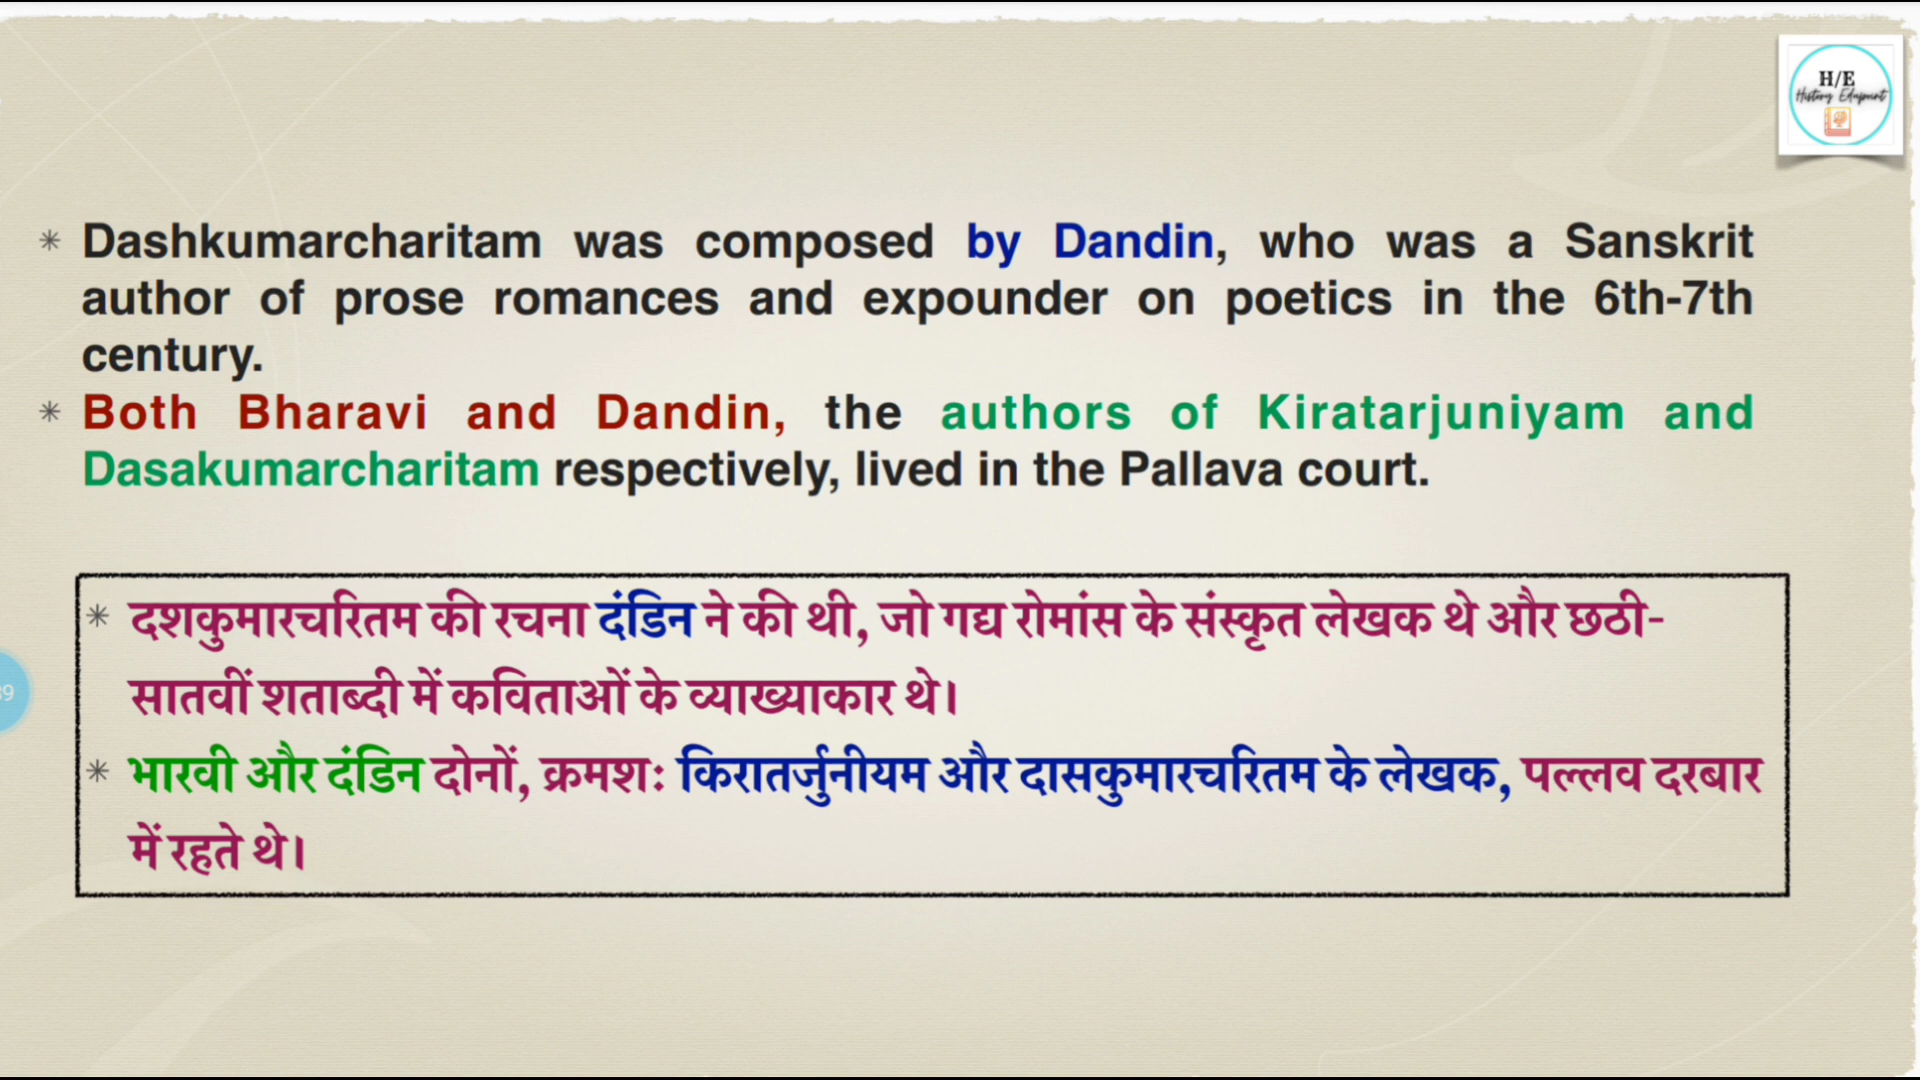 H/E
History Edupoint
Dashkumarcharitam was composed by Dandin, who was a Sanskrit
author of prose romances and expounder on poetics in the 6th-7th
century.
Both Bharavi and Dandin, the authors of Kiratarjuniyam and
Dasakumarcharitam respectively, lived in the Pallava court.
दशकुमारचरितम की रचना दंडिन ने की थी, जो गद्य रोमांस के संस्कृत लेखक थे और छठी-
सातवीं शताब्दी में कविताओं के व्याख्याकार थे।
39
भारवी और दंडिन दोनों, क्रमशः किरातर्जुनीयम और दासकुमारचरितम के लेखक, पल्लव दरबार
में रहते थे।